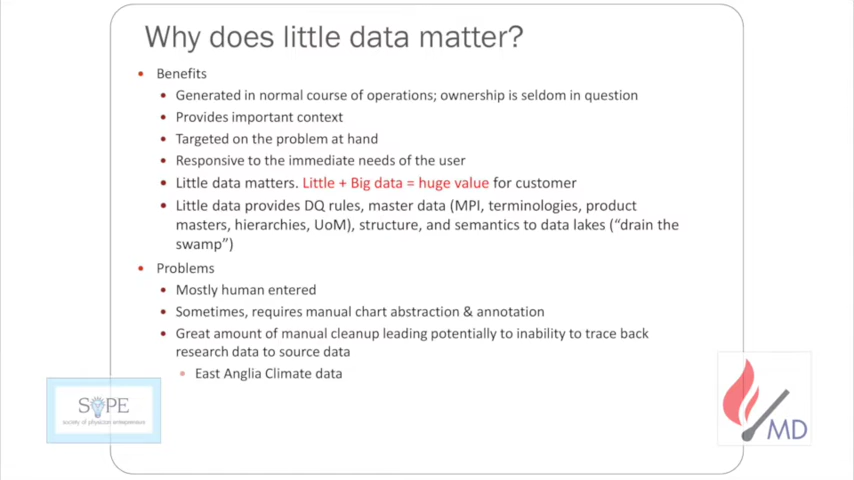 Why does little data matter?
Benefits
Generated in normal course of operations; ownership is seldom in question
Provides important context
Targeted on the problem at hand
Responsive to the immediate needs of the user
Little data matters. Little + Big data = huge value for customer
Little data provides DQ rules, master data (MPI, terminologies, product
masters, hierarchies, UoM), structure, and semantics to data lakes (“drain the
swamp”)
Problems
Mostly human entered
Sometimes, requires manual chart abstraction & annotation
Great amount of manual cleanup leading potentially to inability to trace back
research data to source data
East Anglia Climate data
SOPE
society of physician entrepreneurs
MD